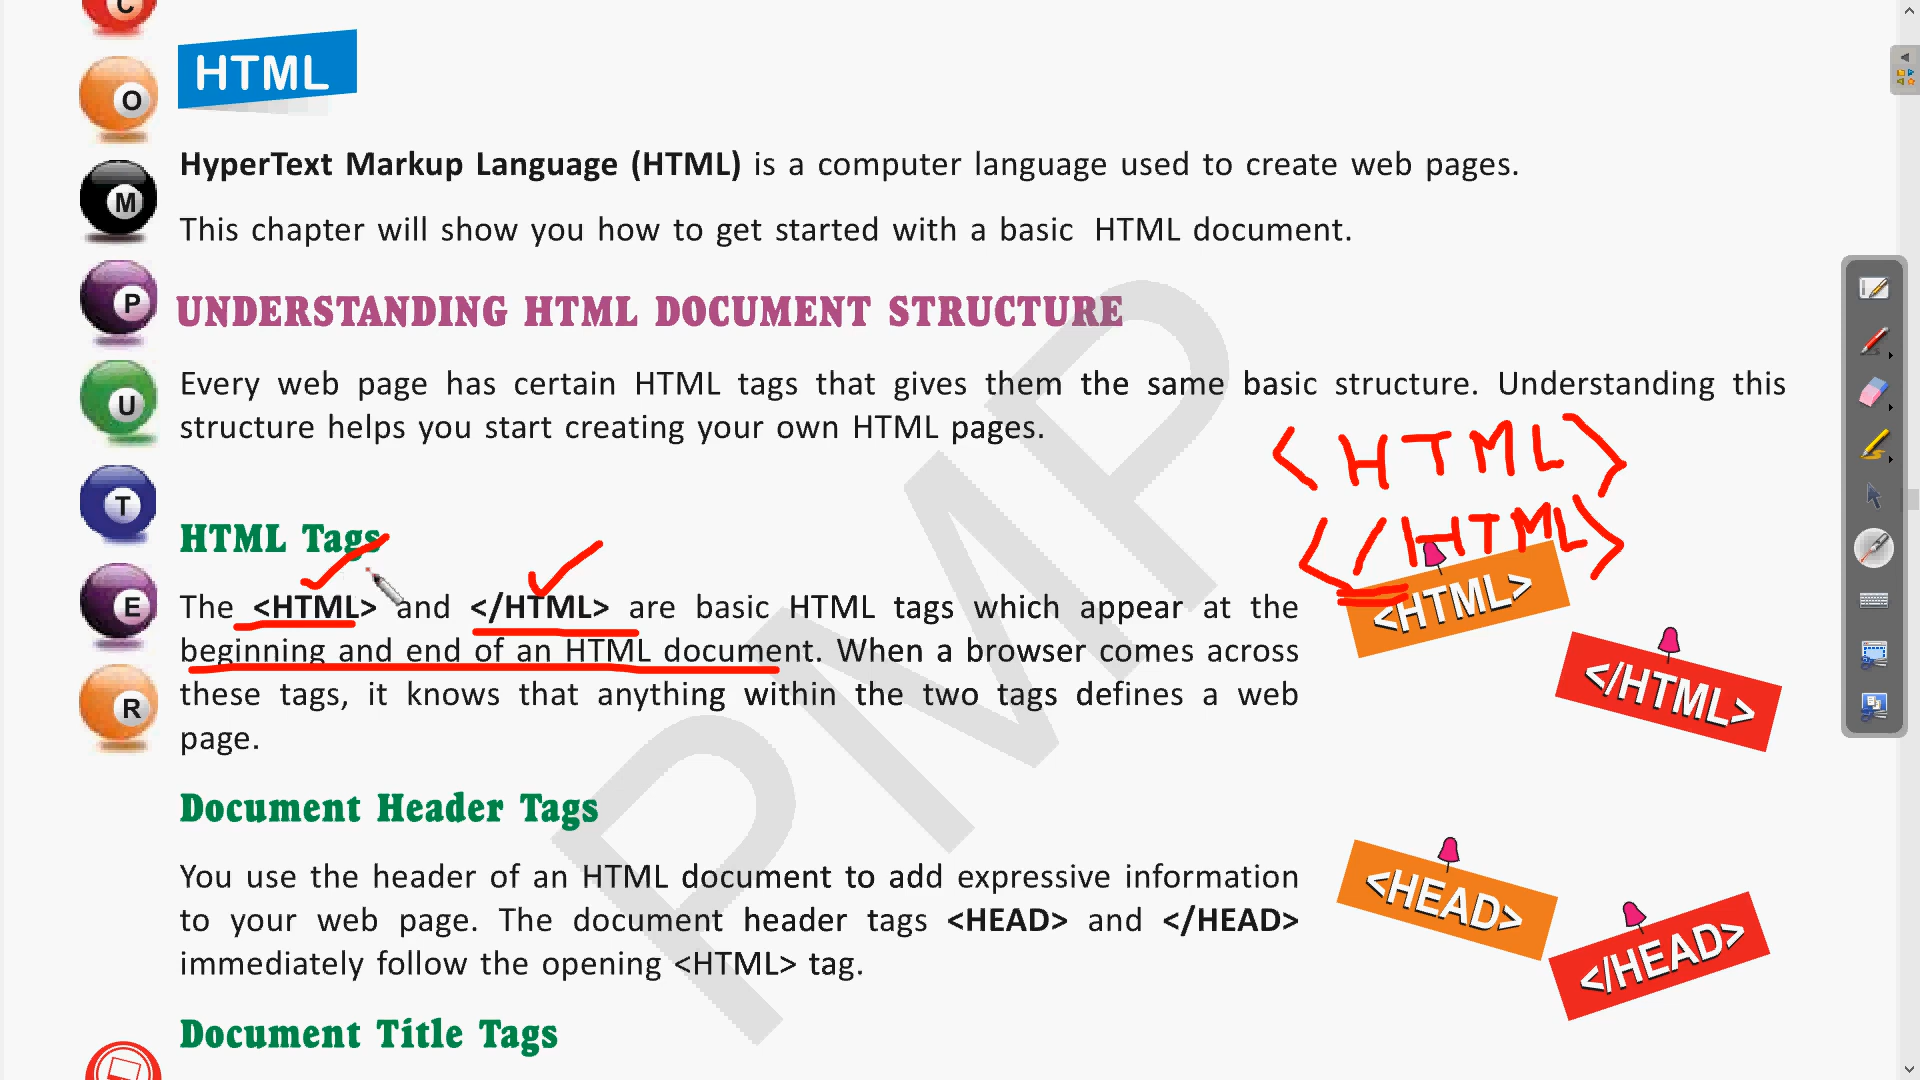 C
O
M
P
U
T
E
R
HTML
HyperText Markup Language (HTML) is a computer language used to create web pages.
This chapter will show you how to get started with a basic HTML document.
UNDERSTANDING HTML DOCUMENT STRUCTURE
Every web page has certain HTML tags that gives them the same basic structure. Understanding this
structure helps you start creating your own HTML pages.
<HTML>
</HTML>
HTML Tags
The <HTML> and </HTML> are basic HTML tags which appear at the
beginning and end of an HTML document. When a browser comes across
these tags, it knows that anything within the two tags defines a web
page.
<HTML>
</HTML>
Document Header Tags
You use the header of an HTML document to add expressive information
to your web page. The document header tags <HEAD> and </HEAD>
immediately follow the opening <HTML> tag.
<HEAD>
</HEAD>
Document Title Tags
PMP